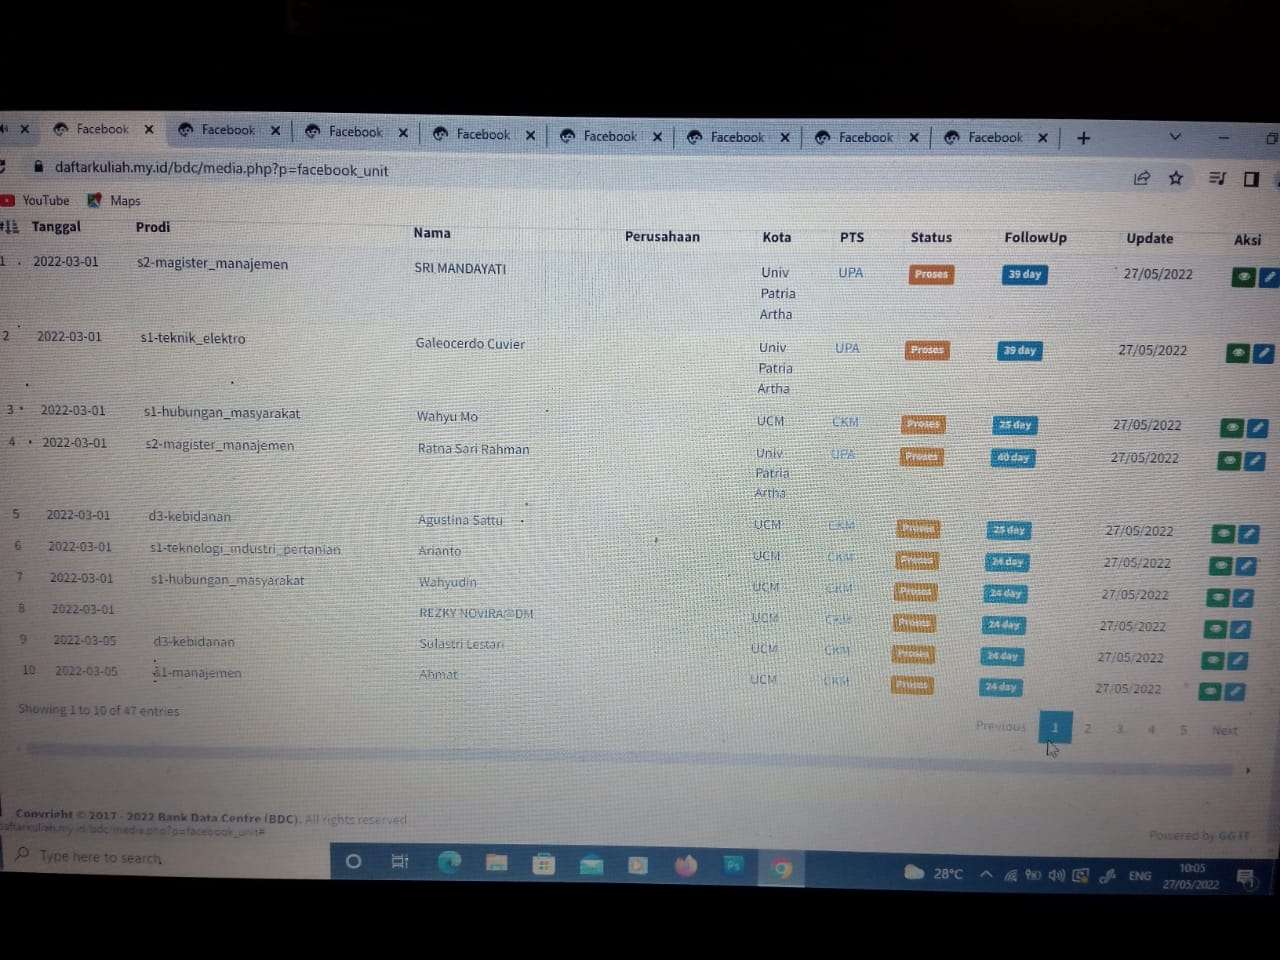 Facebook Facebook Facebook Facebook Facebook Facebook Facebook Facebook
daftarkuliah.my.id/bdc/media.php?p=facebook_unit
YouTube Maps
Tanggal Prodi Nama Perusahaan Kota PTS Status FollowUp Update Aksi
1 2022-03-01 s2-magister_manajemen SRI MANDAYATI Univ Patria Artha UPA Proses 39 day 27/05/2022
2 2022-03-01 s1-teknik_elektro Galeocerdo Cuvier Univ Patria Artha UPA Proses 39 day 27/05/2022
3 2022-03-01 s1-hubungan_masyarakat Wahyu Mo UCM CKM Proses 25 day 27/05/2022
4 2022-03-01 s2-magister_manajemen Ratna Sari Rahman Univ Patria Artha UPA Proses 40 day 27/05/2022
5 2022-03-01 d3-kebidanan Agustina Sattu UCM CKM Proses 25 day 27/05/2022
6 2022-03-01 s1-teknologi_industri_pertanian Arianto UCM CKM Proses 24 day 27/05/2022
7 2022-03-01 s1-hubungan_masyarakat Wahyudin UCM CKM Proses 24 day 27/05/2022
8 2022-03-01 REZKY NOVIRA@DM UCM CKM Proses 24 day 27/05/2022
9 2022-03-05 d3-kebidanan Sulastri Lestari UCM CKM Proses 24 day 27/05/2022
10 2022-03-05 s1-manajemen Ahmat UCM CKM Proses 24 day 27/05/2022
Showing 1 to 10 of 47 entries
Previous 1 2 3 4 5 Next
Copyright © 2017 - 2022 Bank Data Centre (BDC). All rights reserved
daftarkuliah.my.id/bdc/media.php?p=facebook_unit#
Powered by GG IT
Type here to search
Ps
28°C ENG 10:05
27/05/2022
1